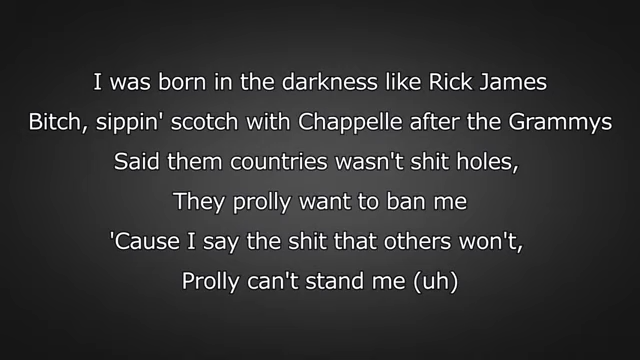 I was born in the darkness like Rick James
Bitch, sippin' scotch with Chappelle after the Grammys
Said them countries wasn't shit holes,
They prolly want to ban me
'Cause I say the shit that others won't,
Prolly can't stand me (uh)